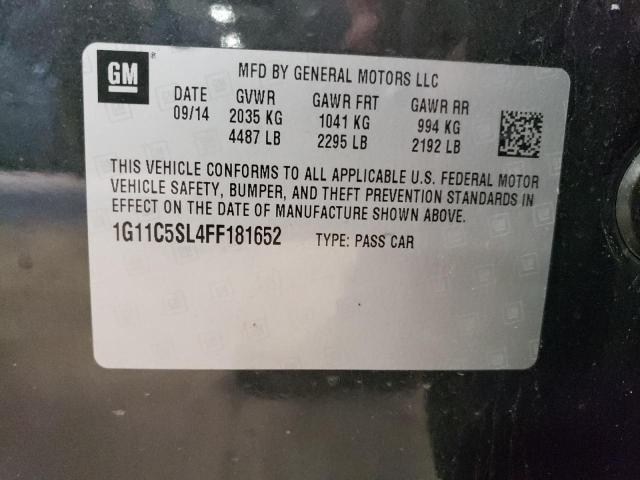 GM ®
MFD BY GENERAL MOTORS LLC
DATE GVWR GAWR FRT GAWR RR
09/14 2035 KG 1041 KG 994 KG
4487 LB 2295 LB 2192 LB
THIS VEHICLE CONFORMS TO ALL APPLICABLE U.S. FEDERAL MOTOR
VEHICLE SAFETY, BUMPER, AND THEFT PREVENTION STANDARDS IN
EFFECT ON THE DATE OF MANUFACTURE SHOWN ABOVE.
1G11C5SL4FF181652 TYPE: PASS CAR